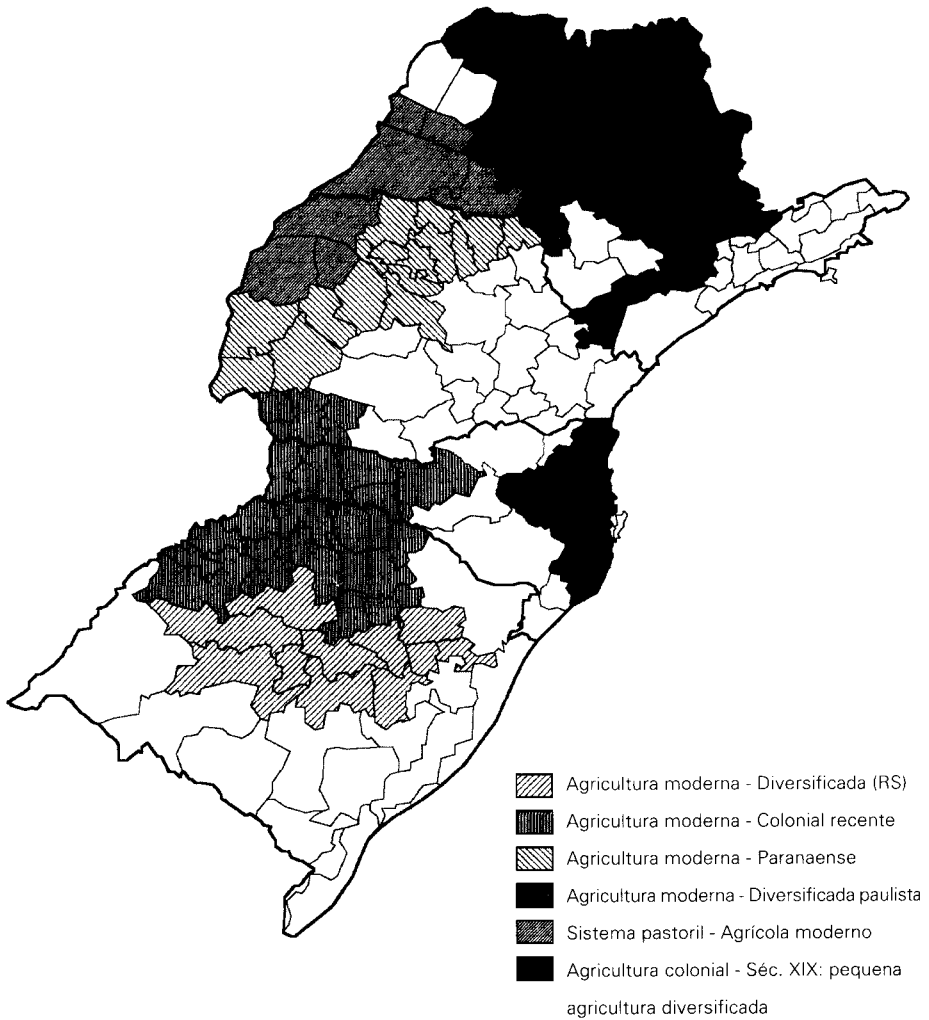 Agricultura moderna - Diversificada (RS)
Agricultura moderna - Colonial recente
Agricultura moderna - Paranaense
Agricultura moderna - Diversificada paulista
Sistema pastoril - Agrícola moderno
Agricultura colonial - Séc. XIX: pequena
agricultura diversificada